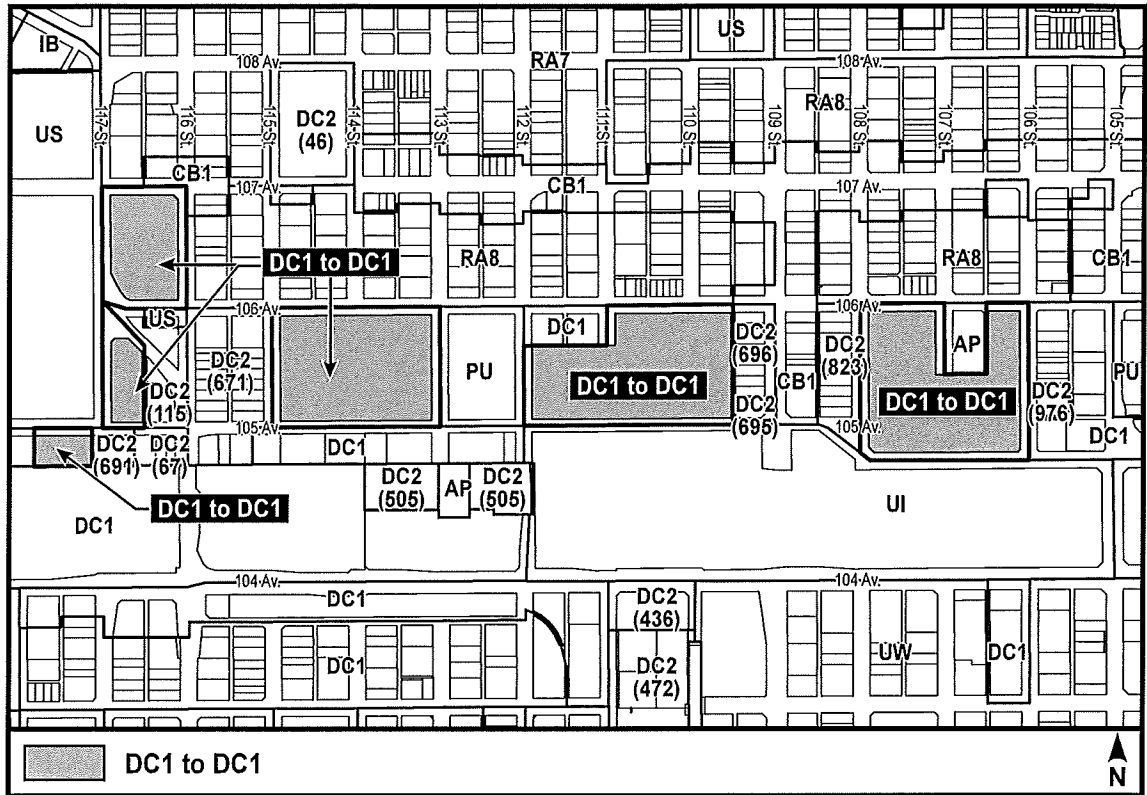 IB
US
RA7
US
108 Av.
108 Av.
117 St.
116 St.
115 St.
114 St.
113 St.
112 St.
111 St.
110 St.
109 St.
108 St.
107 St.
106 St.
105 St.
RA8
DC2
(46)
CB1
CB1
107 Av.
107 Av.
DC1 to DC1
RA8
RA8
CB1
106 Av.
106 Av.
US
DC2
(115)
DC2
(671)
PU
DC1
DC1 to DC1
DC2
(696)
DC2
(695)
CB1
DC2
(823)
AP
DC1 to DC1
DC2
(976)
PU
DC1
105 Av.
105 Av.
DC2
(691)
DC2
(67)
DC1
DC2
(505)
AP
DC2
(505)
DC1 to DC1
DC1
UI
104 Av.
104 Av.
DC1
DC1
DC2
(436)
DC2
(472)
UW
DC1
DC1 to DC1
N